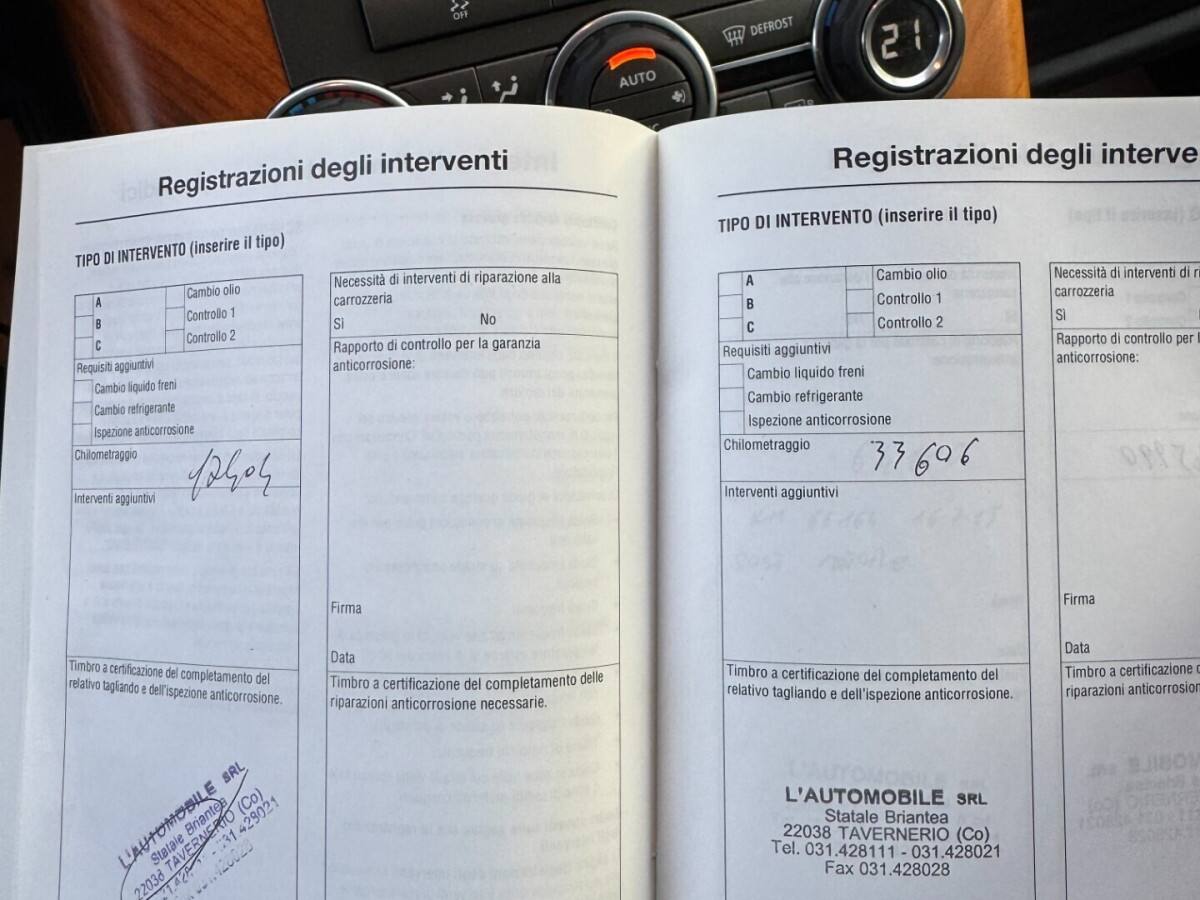 OFF
AUTO
DEFROST
21
Registrazioni degli interventi
TIPO DI INTERVENTO (inserire il tipo)
A
B
C
Cambio olio
Controllo 1
Controllo 2
Requisiti aggiuntivi
Cambio liquido freni
Cambio refrigerante
Ispezione anticorrosione
Chilometraggio
Interventi aggiuntivi
Timbro a certificazione del completamento del
relativo tagliando e dell'ispezione anticorrosione.
L'AUTOMOBILE SRL
Statale Briantea
22038 TAVERNERIO (Co)
031.429021
Necessità di interventi di riparazione alla
carrozzeria
Sì No
Rapporto di controllo per la garanzia
anticorrosione:
Firma
Data
Timbro a certificazione del completamento delle
riparazioni anticorrosione necessarie.
Registrazioni degli interve
TIPO DI INTERVENTO (inserire il tipo)
A
B
C
Cambio olio
Controllo 1
Controllo 2
Requisiti aggiuntivi
Cambio liquido freni
Cambio refrigerante
Ispezione anticorrosione
Chilometraggio 33606
Interventi aggiuntivi
Timbro a certificazione del completamento del
relativo tagliando e dell'ispezione anticorrosione.
L'AUTOMOBILE SRL
Statale Briantea
22038 TAVERNERIO (Co)
Tel. 031.428111 - 031.428021
Fax 031.428028
Necessità di interventi di ri
carrozzeria
Sì
Rapporto di controllo per l
anticorrosione:
Firma
Data
Timbro a certificazione
riparazioni anticorrosion